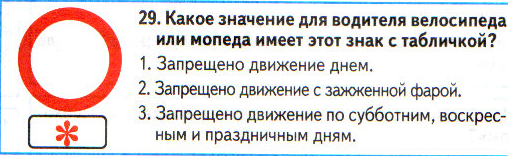 29. Какое значение для водителя велосипеда
или мопеда имеет этот знак с табличкой?
1. Запрещено движение днем.
2. Запрещено движение с зажженной фарой.
3. Запрещено движение по субботним, воскрес-
ным и праздничным дням.